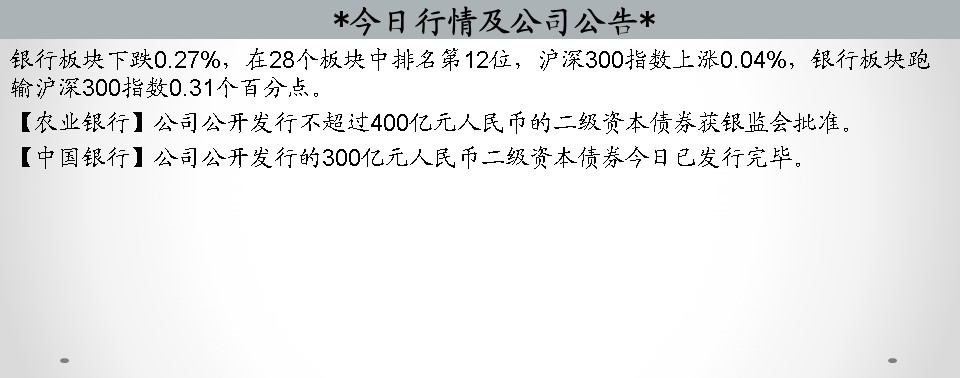 *今日行情及公司公告*
银行板块下跌0.27%，在28个板块中排名第12位，沪深300指数上涨0.04%，银行板块跑
输沪深300指数0.31个百分点。
【农业银行】公司公开发行不超过400亿元人民币的二级资本债券获银监会批准。
【中国银行】公司公开发行的300亿元人民币二级资本债券今日已发行完毕。